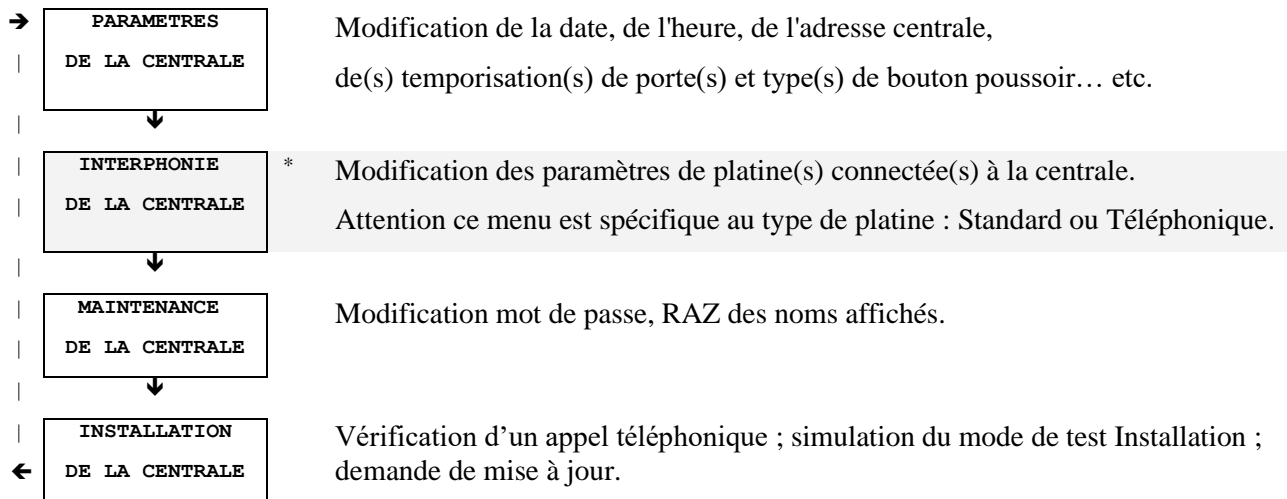 ➔ PARAMETRES Modification de la date, de l'heure, de l'adresse centrale,
| DE LA CENTRALE de(s) temporisation(s) de porte(s) et type(s) de bouton poussoir… etc.
| 🡫
| INTERPHONIE * Modification des paramètres de platine(s) connectée(s) à la centrale.
| DE LA CENTRALE Attention ce menu est spécifique au type de platine : Standard ou Téléphonique.
| 🡫
| MAINTENANCE Modification mot de passe, RAZ des noms affichés.
| DE LA CENTRALE
| 🡫
| INSTALLATION Vérification d’un appel téléphonique ; simulation du mode de test Installation ;
🡨 DE LA CENTRALE demande de mise à jour.